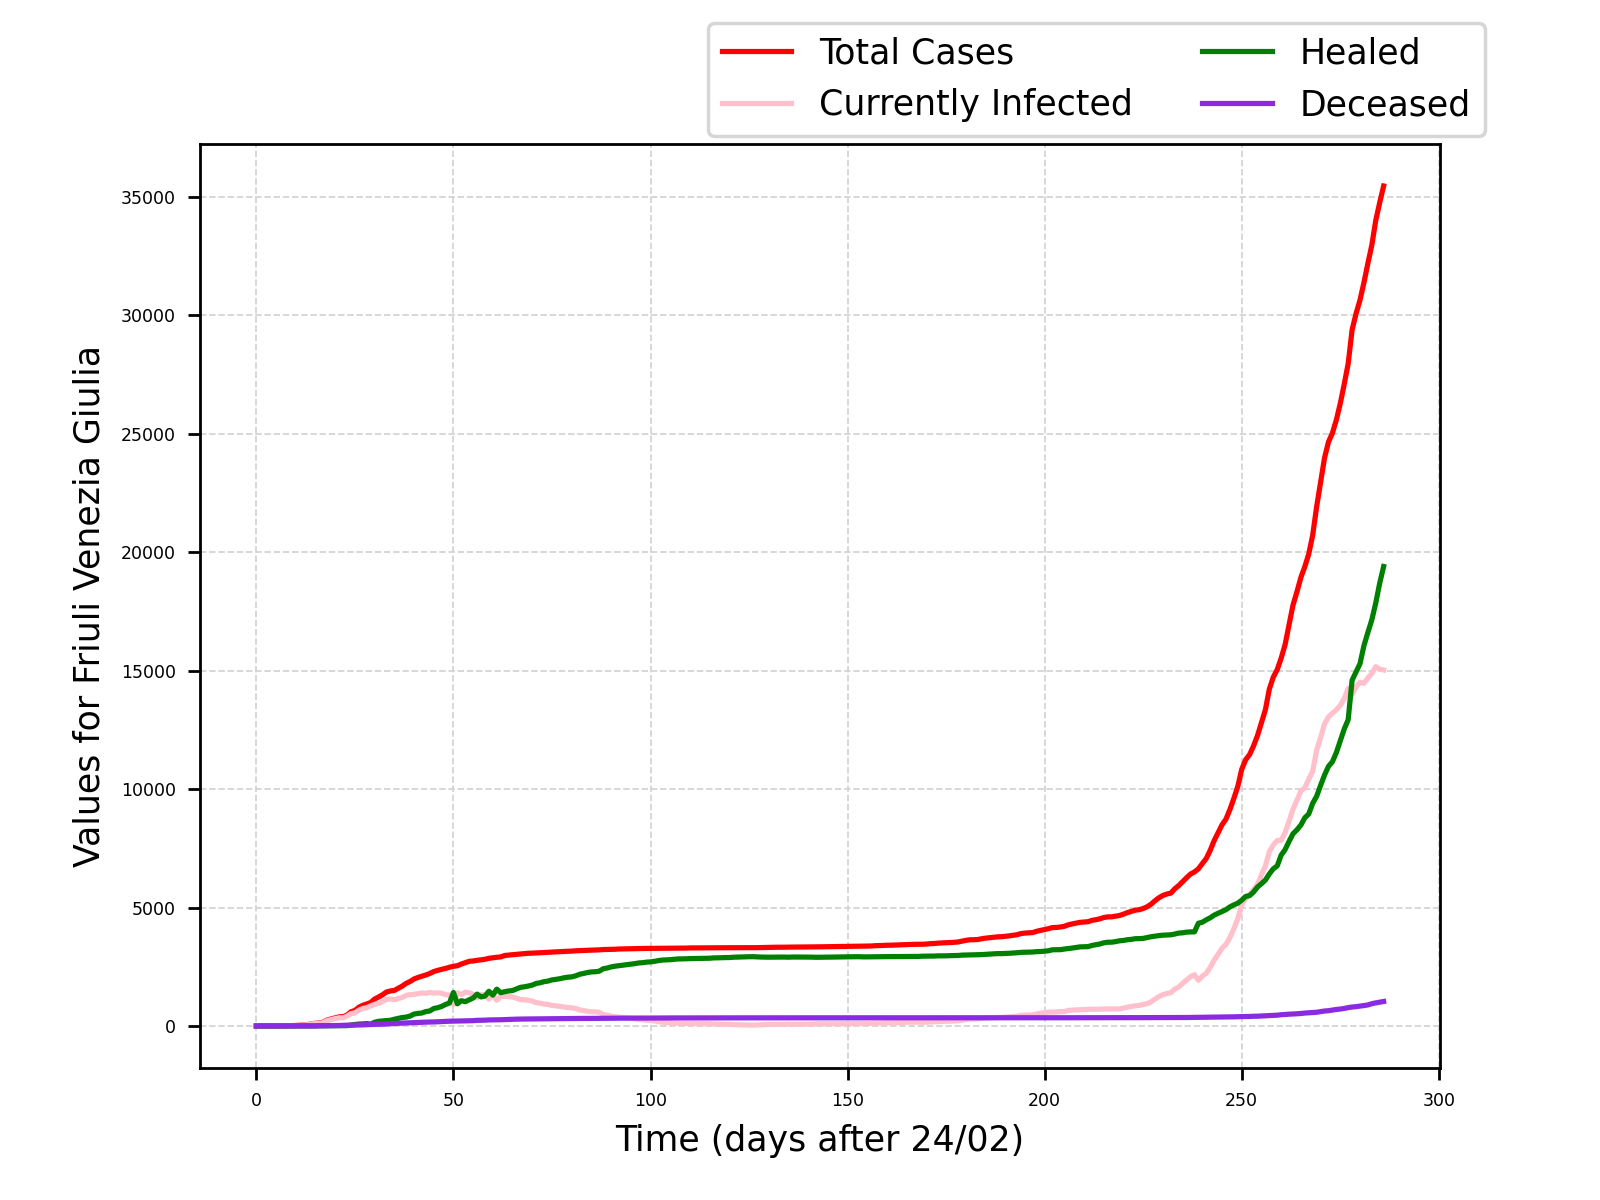 Total Cases
Currently Infected
Healed
Deceased
Values for Friuli Venezia Giulia
35000
30000
25000
20000
15000
10000
5000
0
0 50 100 150 200 250 300
Time (days after 24/02)